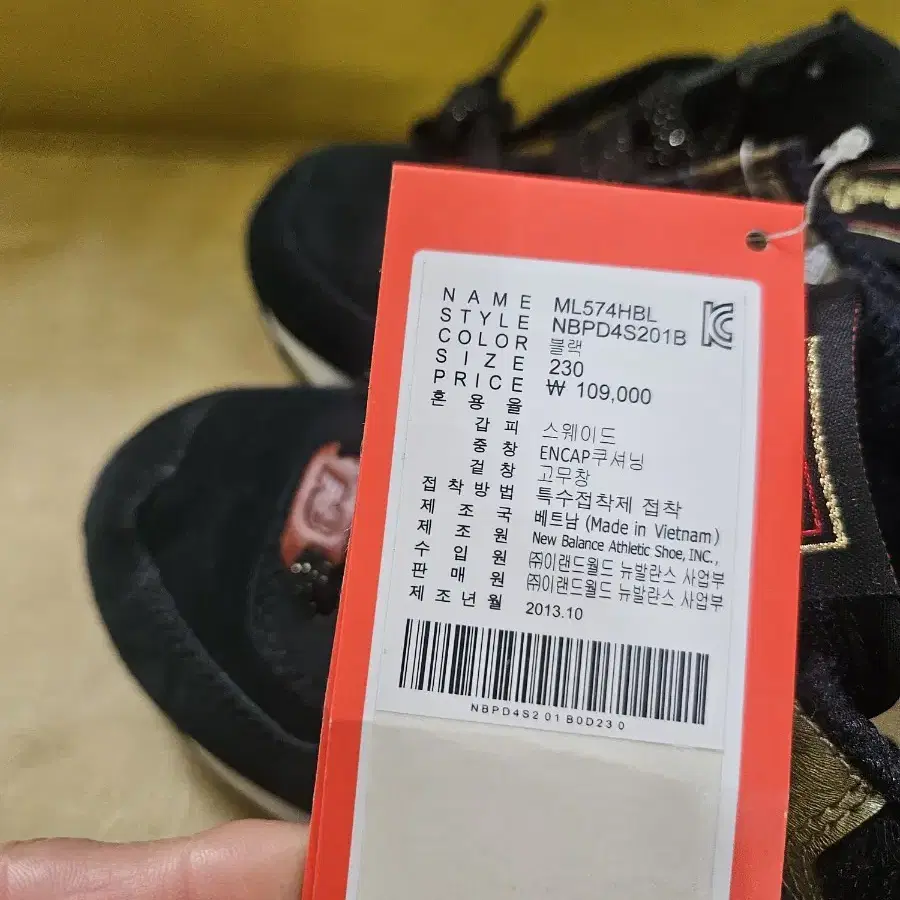 NAME ML574HBL
STYLE NBPD4S201B
COLOR 블랙
SIZE 230
PRICE ₩ 109,000
혼용율
갑피 스웨이드
중창 ENCAP쿠셔닝
겉창 고무창
접착방법 특수접착제 접착
제조국 베트남 (Made in Vietnam)
제조원 New Balance Athletic Shoe, INC.,
수입원 ㈜이랜드월드 뉴발란스 사업부
판매원 ㈜이랜드월드 뉴발란스 사업부
제조년월 2013.10
NBPD4S201B0D230